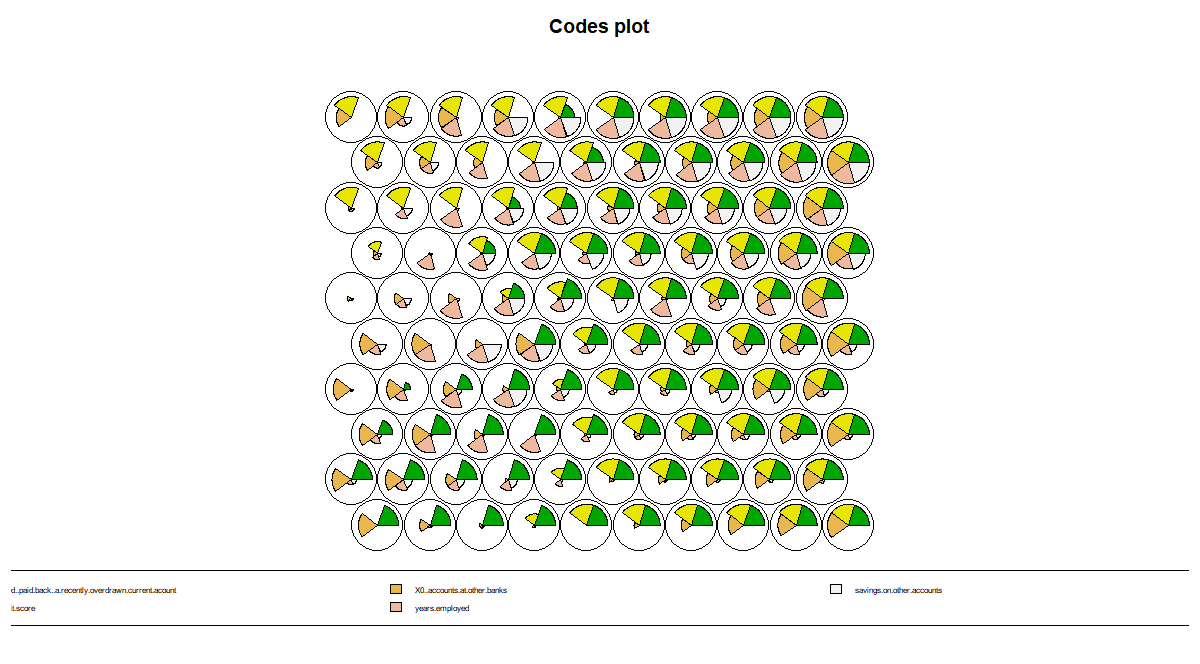 Codes plot
d..paid.back..a.recently.overdrawn.current.acount X0..accounts.at.other.banks savings.on.other.accounts
it.score years.employed